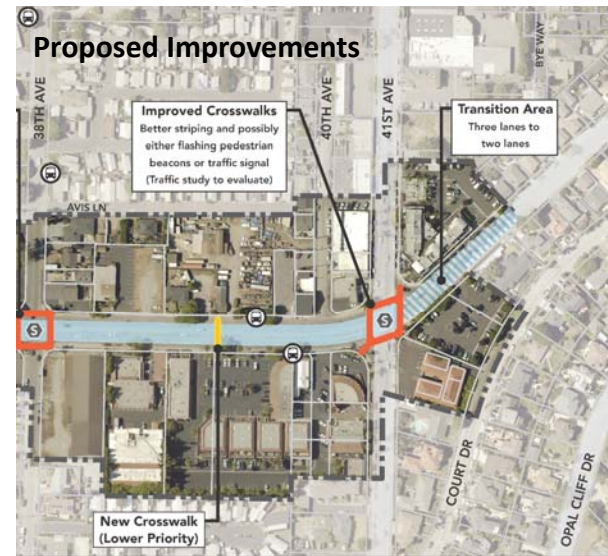 Proposed Improvements
38TH AVE
40TH AVE
41ST AVE
BYE WAY
Improved Crosswalks
Better striping and possibly
either flashing pedestrian
beacons or traffic signal
(Traffic study to evaluate)
Transition Area
Three lanes to
two lanes
AVIS LN
S
S
New Crosswalk
(Lower Priority)
COURT DR
OPAL CLIFF DR